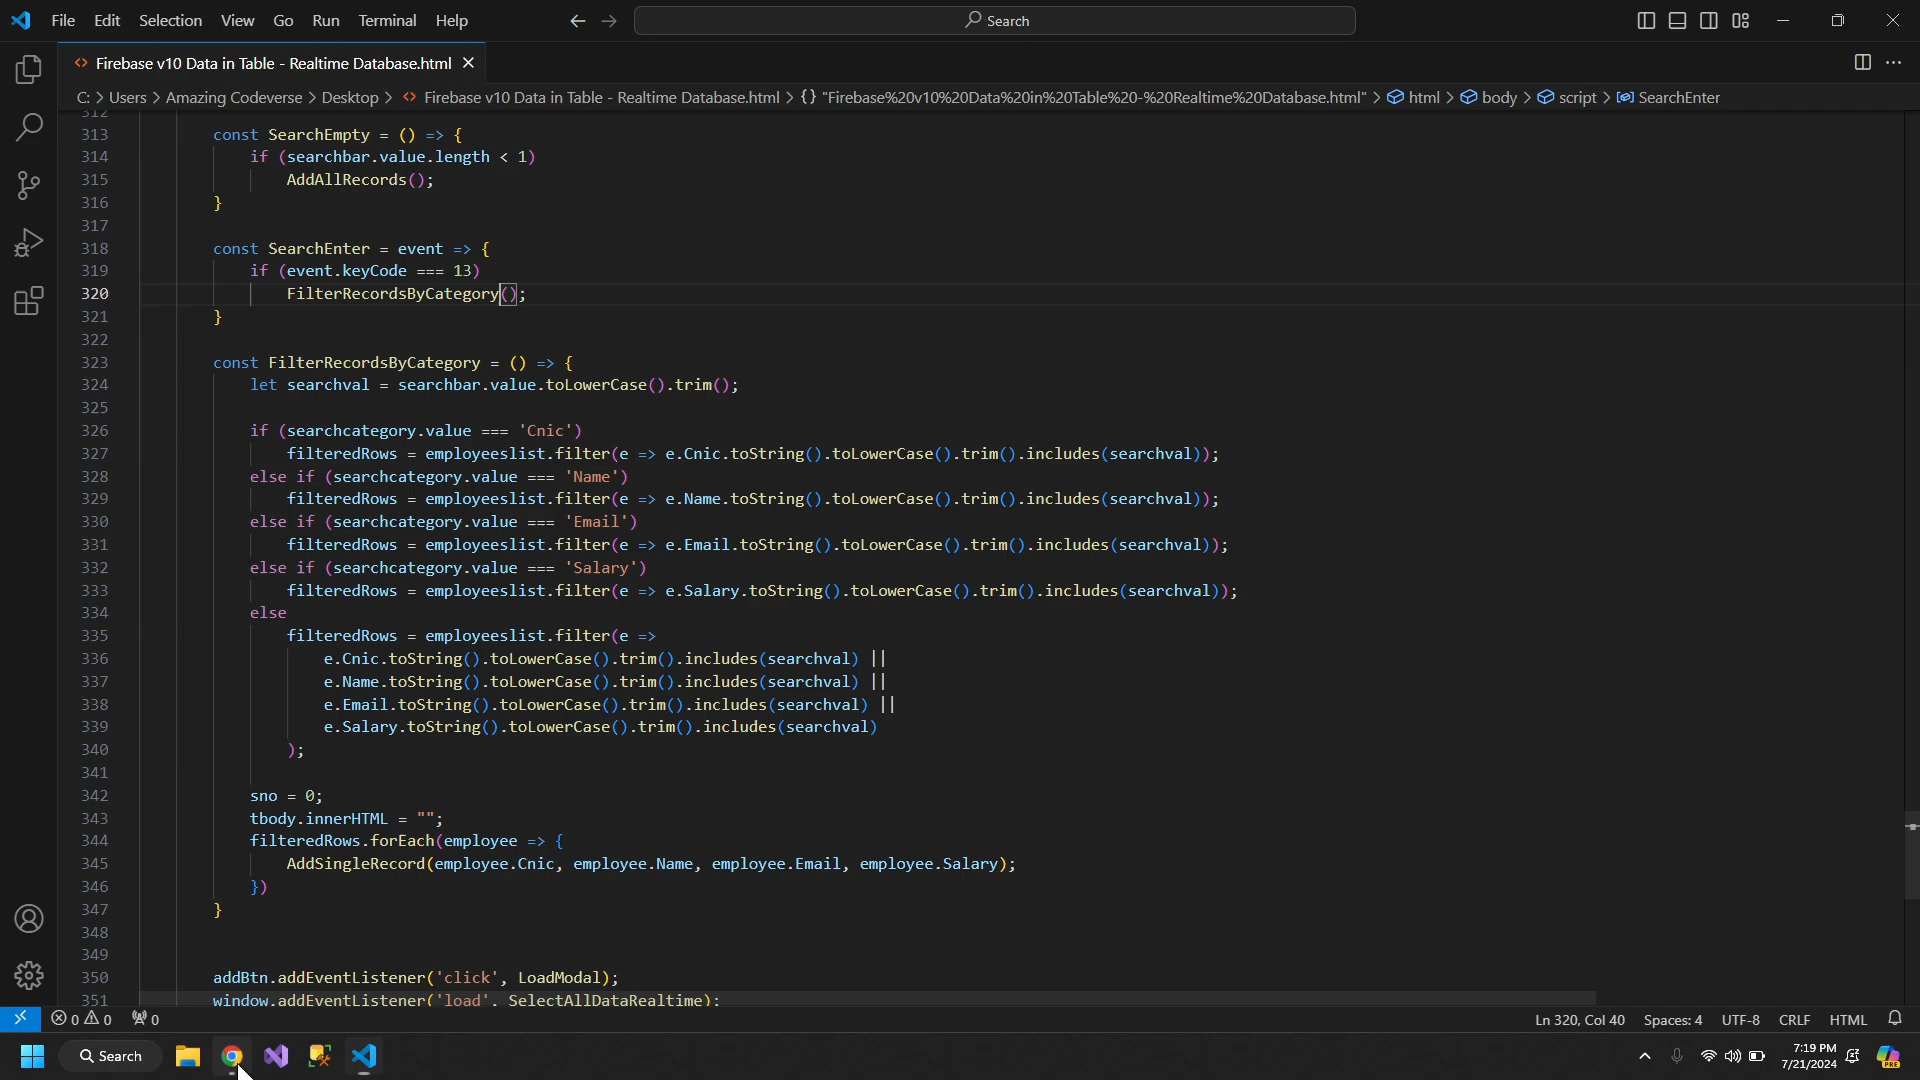 File Edit Selection View Go Run Terminal Help Search
Firebase v10 Data in Table - Realtime Database.html
C: > Users > Amazing Codeverse > Desktop > Firebase v10 Data in Table - Realtime Database.html > {} "Firebase%20v10%20Data%20in%20Table%20-%20Realtime%20Database.html" > html > body > script > SearchEnter
312
313 const SearchEmpty = () => {
314 if (searchbar.value.length < 1)
315 AddAllRecords();
316 }
317
318 const SearchEnter = event => {
319 if (event.keyCode === 13)
320 FilterRecordsByCategory();
321 }
322
323 const FilterRecordsByCategory = () => {
324 let searchval = searchbar.value.toLowerCase().trim();
325
326 if (searchcategory.value === 'Cnic')
327 filteredRows = employeeslist.filter(e => e.Cnic.toString().toLowerCase().trim().includes(searchval));
328 else if (searchcategory.value === 'Name')
329 filteredRows = employeeslist.filter(e => e.Name.toString().toLowerCase().trim().includes(searchval));
330 else if (searchcategory.value === 'Email')
331 filteredRows = employeeslist.filter(e => e.Email.toString().toLowerCase().trim().includes(searchval));
332 else if (searchcategory.value === 'Salary')
333 filteredRows = employeeslist.filter(e => e.Salary.toString().toLowerCase().trim().includes(searchval));
334 else
335 filteredRows = employeeslist.filter(e =>
336 e.Cnic.toString().toLowerCase().trim().includes(searchval) ||
337 e.Name.toString().toLowerCase().trim().includes(searchval) ||
338 e.Email.toString().toLowerCase().trim().includes(searchval) ||
339 e.Salary.toString().toLowerCase().trim().includes(searchval)
340 );
341
342 sno = 0;
343 tbody.innerHTML = "";
344 filteredRows.forEach(employee => {
345 AddSingleRecord(employee.Cnic, employee.Name, employee.Email, employee.Salary);
346 })
347 }
348
349
350 addBtn.addEventListener('click', LoadModal);
351 window.addEventListener('load', SelectAllDataRealtime);
0 0 0 Ln 320, Col 40 Spaces: 4 UTF-8 CRLF HTML
Search 7:19 PM
7/21/2024
PRE